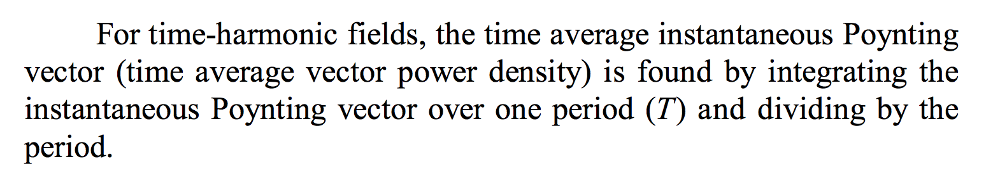 For time-harmonic fields, the time average instantaneous Poynting
vector (time average vector power density) is found by integrating the
instantaneous Poynting vector over one period (T) and dividing by the
period.